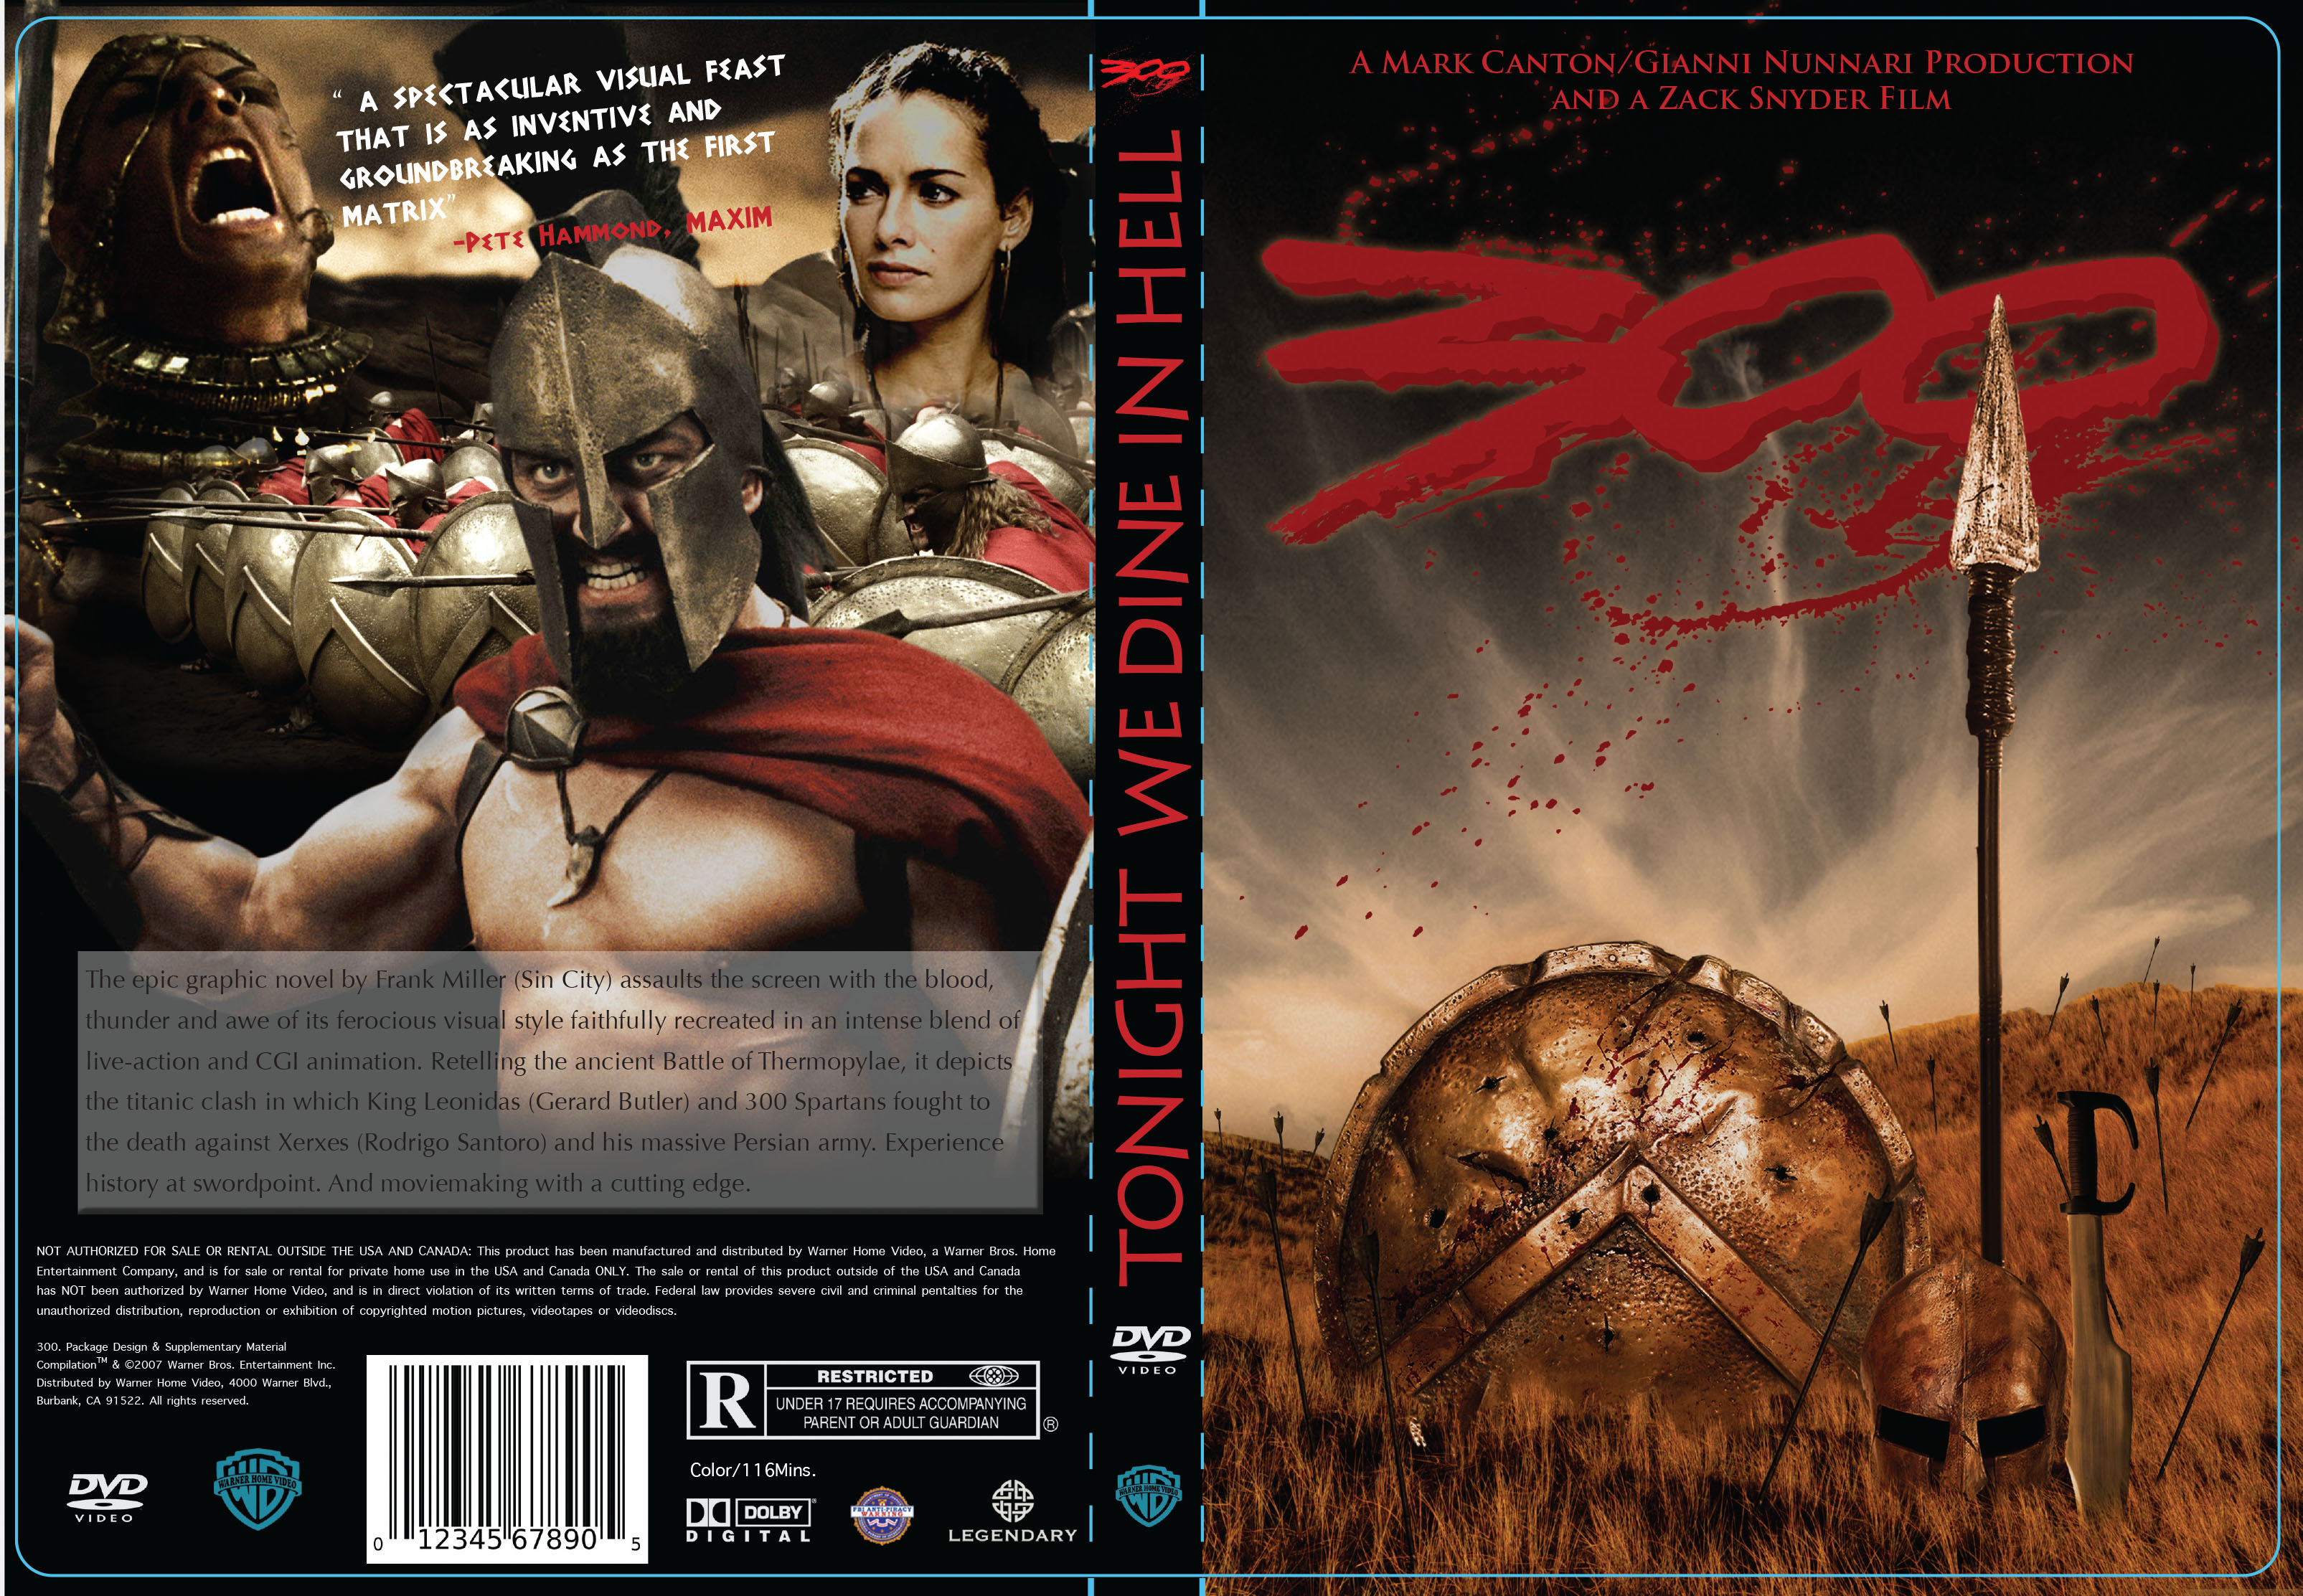 “ A SPECTACULAR VISUAL FEAST
THAT IS AS INVENTIVE AND
GROUNDBREAKING AS THE FIRST
MATRIX”
-PETE HAMMOND, MAXIM
The epic graphic novel by Frank Miller (Sin City) assaults the screen with the blood,
thunder and awe of its ferocious visual style faithfully recreated in an intense blend of
live-action and CGI animation. Retelling the ancient Battle of Thermopylae, it depicts
the titanic clash in which King Leonidas (Gerard Butler) and 300 Spartans fought to
the death against Xerxes (Rodrigo Santoro) and his massive Persian army. Experience
history at swordpoint. And moviemaking with a cutting edge.
NOT AUTHORIZED FOR SALE OR RENTAL OUTSIDE THE USA AND CANADA: This product has been manufactured and distributed by Warner Home Video, a Warner Bros. Home
Entertainment Company, and is for sale or rental for private home use in the USA and Canada ONLY. The sale or rental of this product outside of the USA and Canada
has NOT been authorized by Warner Home Video, and is in direct violation of its written terms of trade. Federal law provides severe civil and criminal pentalties for the
unauthorized distribution, reproduction or exhibition of copyrighted motion pictures, videotapes or videodiscs.
300. Package Design & Supplementary Material
Compilation™ & ©2007 Warner Bros. Entertainment Inc.
Distributed by Warner Home Video, 4000 Warner Blvd.,
Burbank, CA 91522. All rights reserved.
DVD
VIDEO
WARNER HOME VIDEO
0 12345 67890 5
R
RESTRICTED
UNDER 17 REQUIRES ACCOMPANYING
PARENT OR ADULT GUARDIAN
®
Color/116Mins.
DOLBY®
DIGITAL
FBI ANTI-PIRACY
WARNING
LEGENDARY
300
TONIGHT WE DINE IN HELL
DVD
VIDEO
WARNER HOME VIDEO
A MARK CANTON/GIANNI NUNNARI PRODUCTION
AND A ZACK SNYDER FILM
300